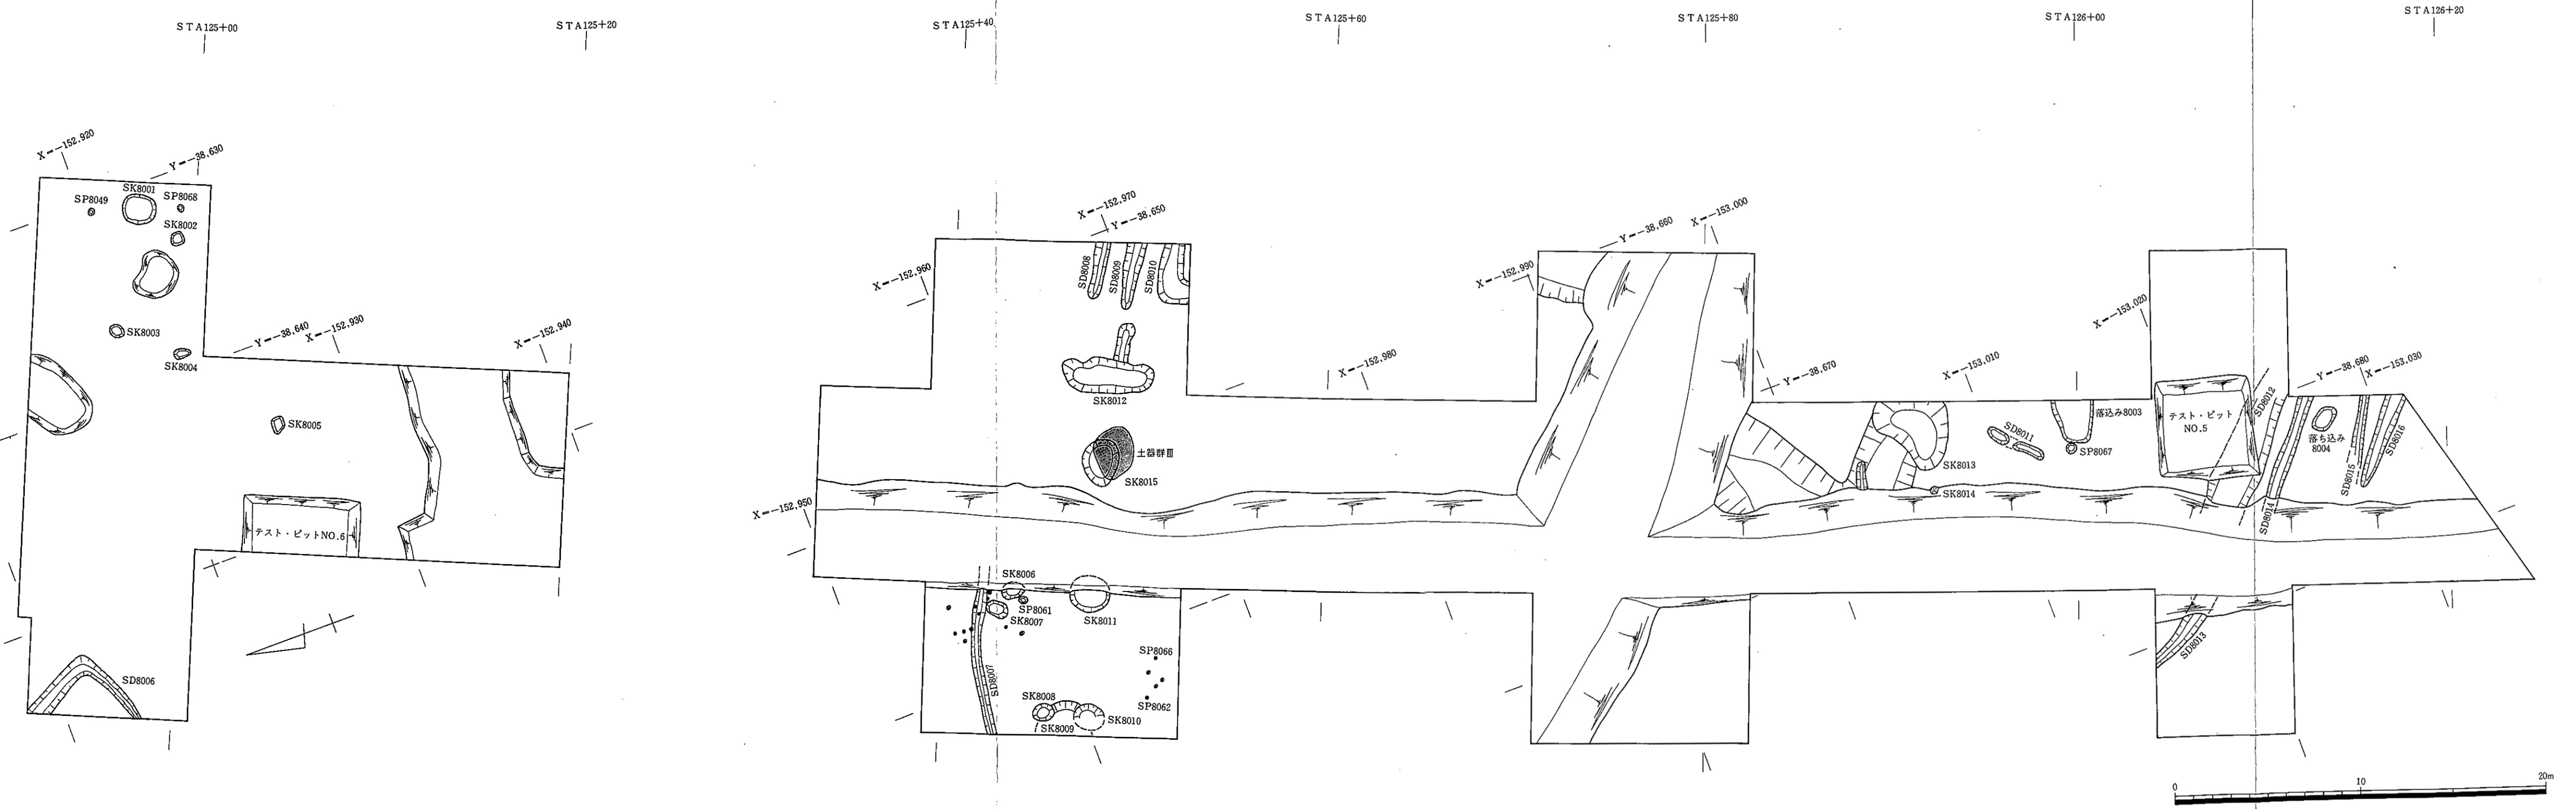 STA125+00
STA125+20
STA125+40
STA125+60
STA125+80
STA126+00
STA126+20
X=-152,920
Y=-38,630
SK8001
SP8049
SP8068
SK8002
SK8003
SK8004
Y=-38,640
X=-152,930
X=-152,940
SK8005
テスト・ピットNO.6
SD8006
X=-152,970
Y=-38,650
X=-152,960
SD8008
SD8009
SD8010
SK8012
X=-152,980
土器群Ⅲ
SK8015
X=-152,950
SK8006
SP8061
SK8007
SK8011
SD8007
SP8066
SP8062
SK8008
SK8010
SK8009
Y=-38,660
X=-153,000
X=-152,990
Y=-38,670
X=-153,010
X=-153,020
SK8013
SK8014
SD8011
落込み8003
SP8067
テスト・ピット
NO.5
SD8012
Y=-38,680
X=-153,030
落ち込み
8004
SD8015
SD8016
SD8014
SD8013
0
10
20m